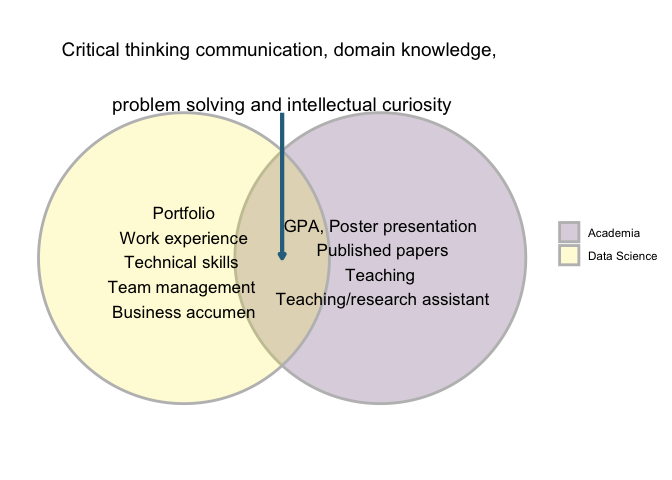 Critical thinking communication, domain knowledge,
problem solving and intellectual curiosity
Portfolio
Work experience
Technical skills
Team management
Business accumen
GPA, Poster presentation
Published papers
Teaching
Teaching/research assistant
Academia
Data Science